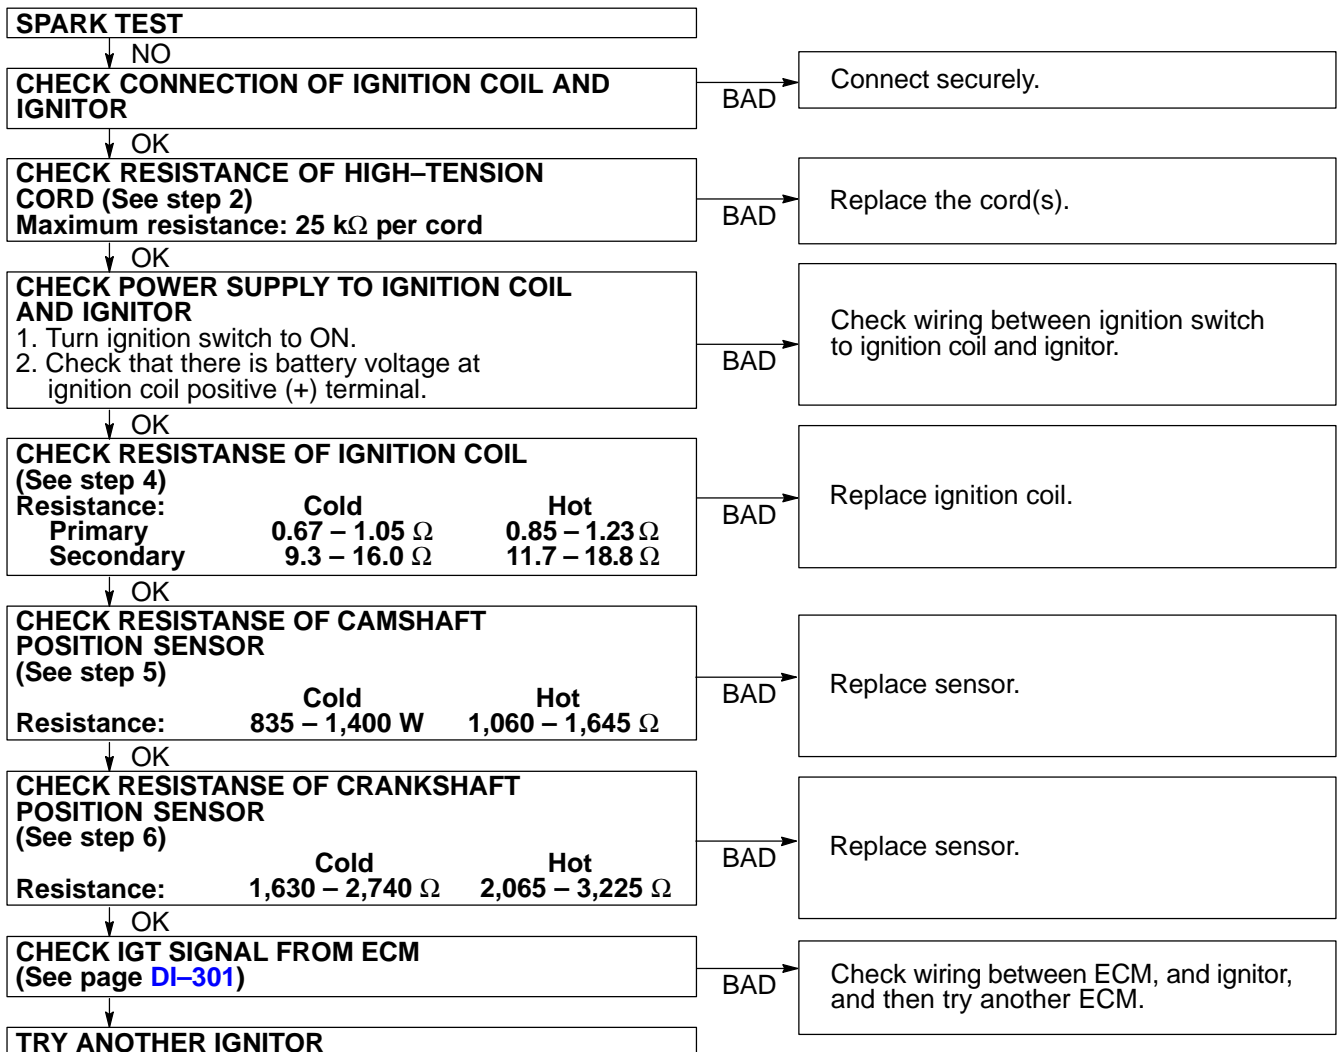 SPARK TEST
NO
CHECK CONNECTION OF IGNITION COIL AND
IGNITOR
BAD
Connect securely.
OK
CHECK RESISTANCE OF HIGH–TENSION
CORD (See step 2)
Maximum resistance: 25 kΩ per cord
BAD
Replace the cord(s).
OK
CHECK POWER SUPPLY TO IGNITION COIL
AND IGNITOR
1. Turn ignition switch to ON.
2. Check that there is battery voltage at
ignition coil positive (+) terminal.
BAD
Check wiring between ignition switch
to ignition coil and ignitor.
OK
CHECK RESISTANSE OF IGNITION COIL
(See step 4)
Resistance: Cold Hot
Primary 0.67 – 1.05 Ω 0.85 – 1.23 Ω
Secondary 9.3 – 16.0 Ω 11.7 – 18.8 Ω
BAD
Replace ignition coil.
OK
CHECK RESISTANSE OF CAMSHAFT
POSITION SENSOR
(See step 5)
Cold Hot
Resistance: 835 – 1,400 W 1,060 – 1,645 Ω
BAD
Replace sensor.
OK
CHECK RESISTANSE OF CRANKSHAFT
POSITION SENSOR
(See step 6)
Cold Hot
Resistance: 1,630 – 2,740 Ω 2,065 – 3,225 Ω
BAD
Replace sensor.
OK
CHECK IGT SIGNAL FROM ECM
(See page DI–301)
BAD
Check wiring between ECM, and ignitor,
and then try another ECM.
TRY ANOTHER IGNITOR